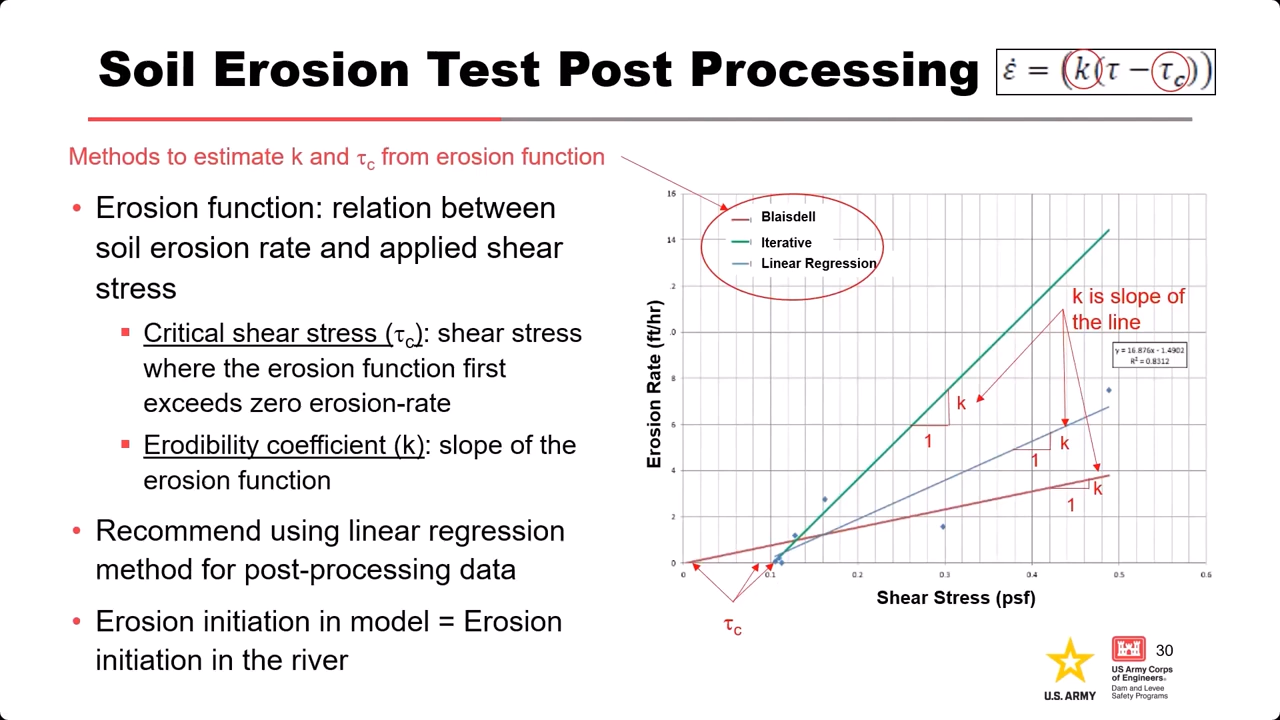 Soil Erosion Test Post Processing
ε̇ = (k(τ − τc))
Methods to estimate k and τc from erosion function
• Erosion function: relation between
soil erosion rate and applied shear
stress
▪ Critical shear stress (τc): shear stress
where the erosion function first
exceeds zero erosion-rate
▪ Erodibility coefficient (k): slope of the
erosion function
• Recommend using linear regression
method for post-processing data
• Erosion initiation in model = Erosion
initiation in the river
Erosion Rate (ft/hr)
16
14
.2
.0
8
6
4
2
0
Blaisdell
Iterative
Linear Regression
k is slope of
the line
y = 16.876x - 1.4902
R² = 0.8312
k
1
k
1
k
1
0
0.1
0.2
0.3
0.4
0.5
0.6
Shear Stress (psf)
τc
U.S. ARMY
US Army Corps
of Engineers®
Dam and Levee
Safety Programs
30